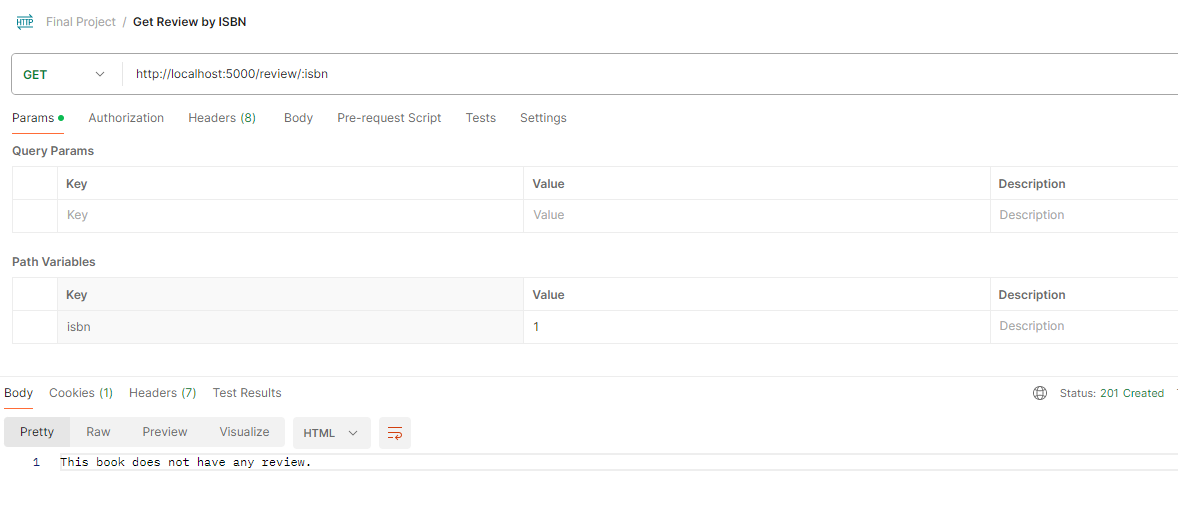 HTTP Final Project / Get Review by ISBN
GET http://localhost:5000/review/:isbn
Params Authorization Headers (8) Body Pre-request Script Tests Settings
Query Params
Key Value Description
Key Value Description
Path Variables
Key Value Description
isbn 1 Description
Body Cookies (1) Headers (7) Test Results Status: 201 Created
Pretty Raw Preview Visualize HTML
1 This book does not have any review.